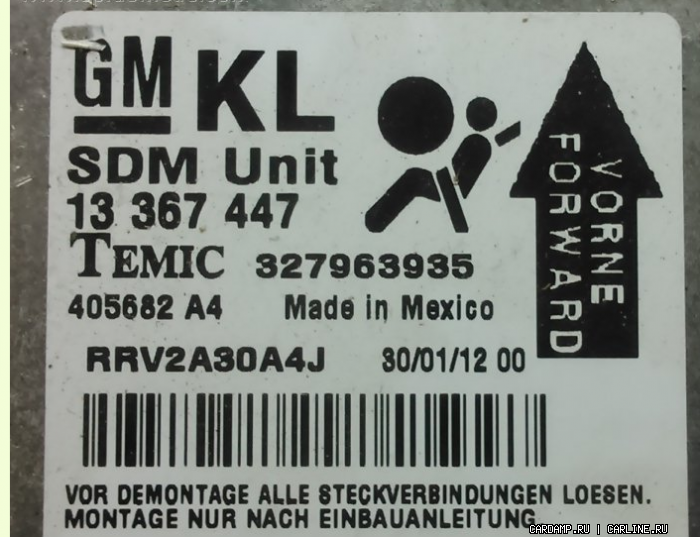 GM KL
SDM Unit
13 367 447
TEMIC 327963935
405682 A4 Made in Mexico
RRV2A30A4J 30/01/12 00
VORNE
FORWARD
VOR DEMONTAGE ALLE STECKVERBINDUNGEN LOESEN.
MONTAGE NUR NACH EINBAUANLEITUNG
CARDAMP.RU | CARLINE.RU